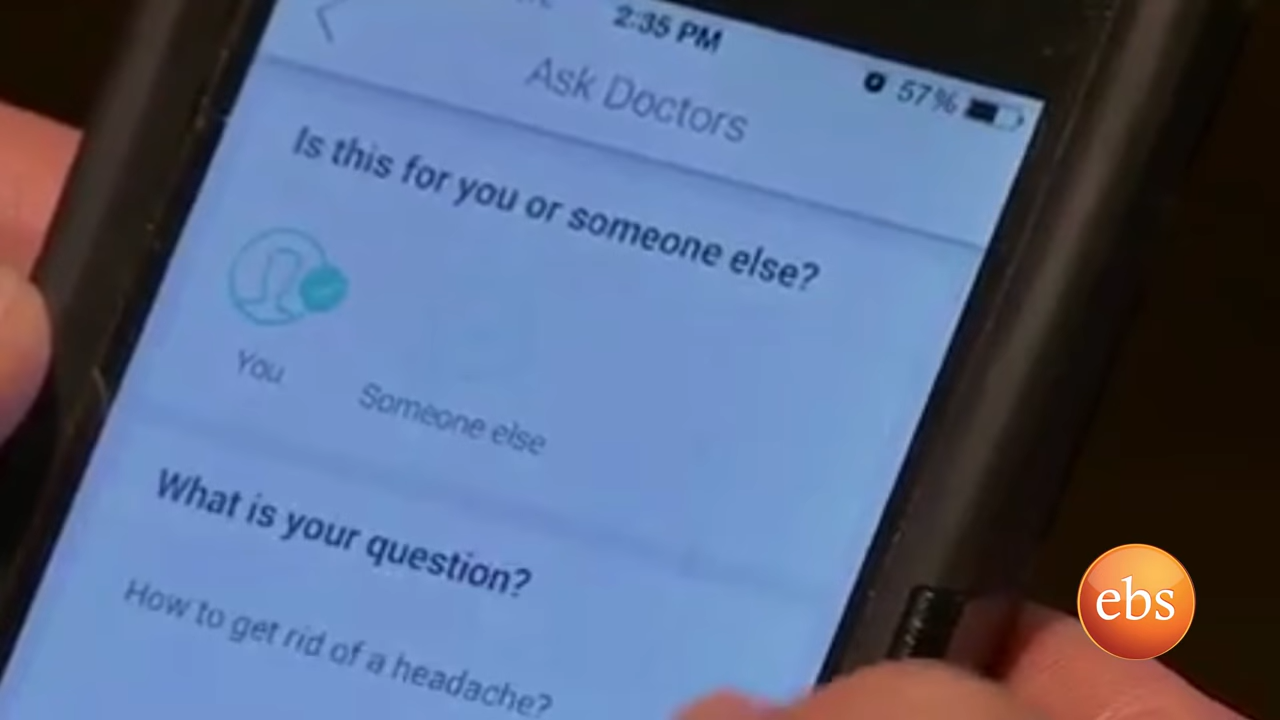 2:35 PM
57%
Ask Doctors
Is this for you or someone else?
You
Someone else
What is your question?
How to get rid of a headache?
ebs